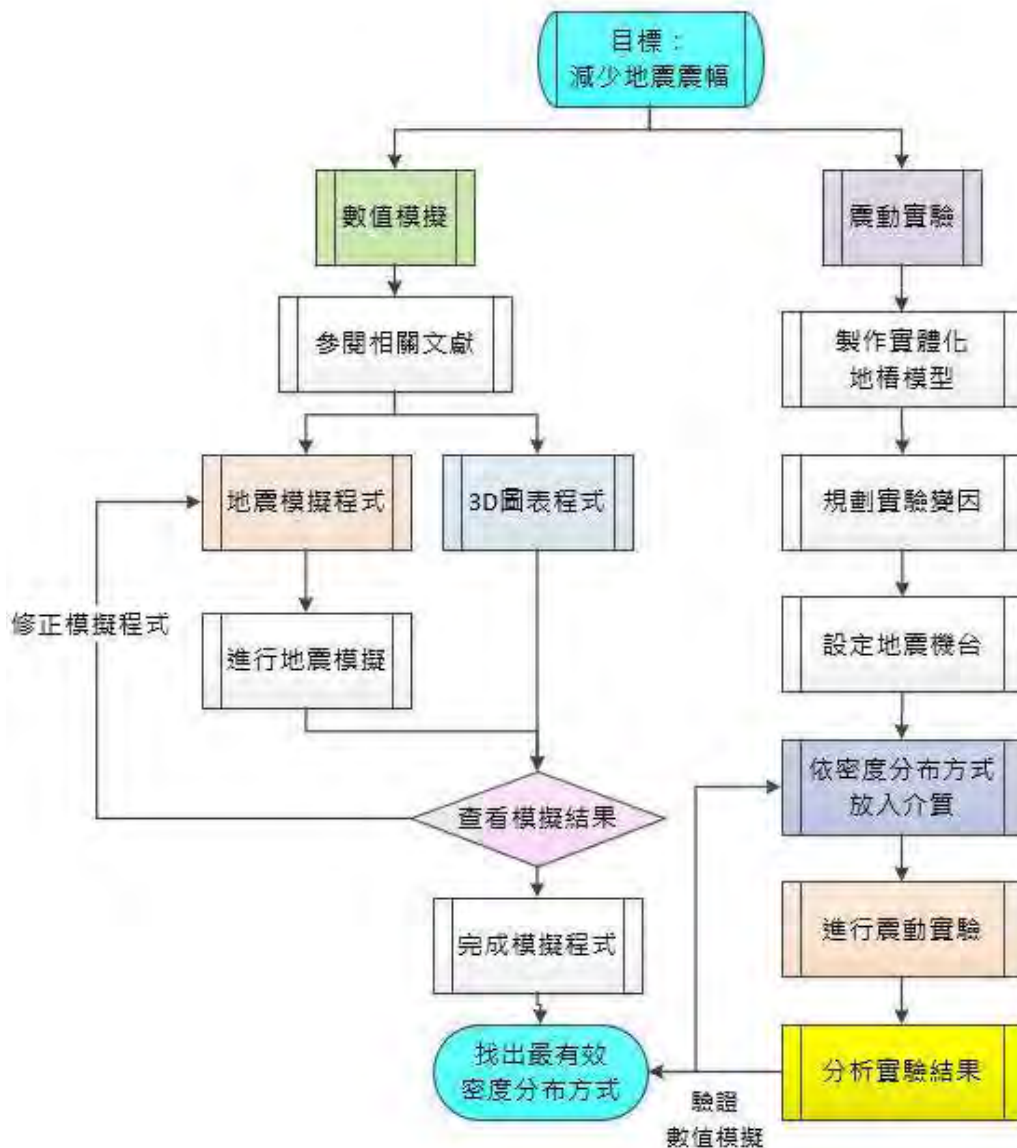 目標：
減少地震震幅
數值模擬
震動實驗
參閱相關文獻
製作實體化
地樁模型
地震模擬程式
3D圖表程式
規劃實驗變因
修正模擬程式
進行地震模擬
設定地震機台
查看模擬結果
依密度分布方式
放入介質
完成模擬程式
進行震動實驗
找出最有效
密度分布方式
分析實驗結果
驗證
數值模擬